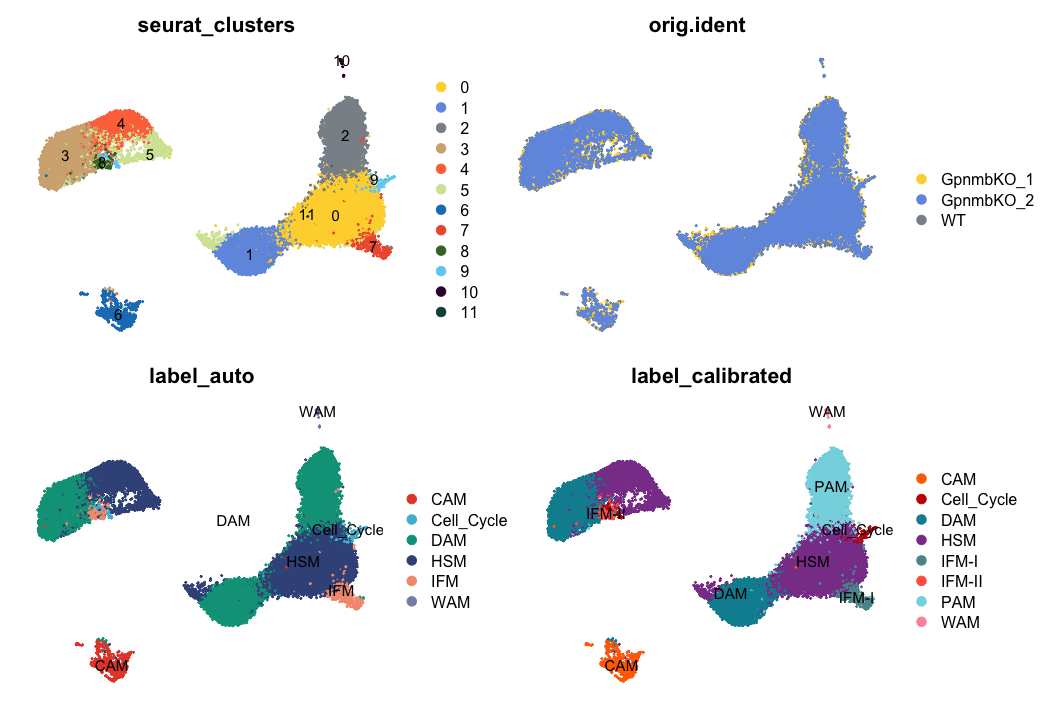 seurat_clusters
10
4
3
8
5
2
9
11
0
1
7
6
0
1
2
3
4
5
6
7
8
9
10
11
orig.ident
GpnmbKO_1
GpnmbKO_2
WT
label_auto
WAM
DAM
Cell_Cycle
HSM
IFM
CAM
CAM
Cell_Cycle
DAM
HSM
IFM
WAM
label_calibrated
WAM
PAM
IFM-II
Cell_Cycle
HSM
DAM
IFM-I
CAM
CAM
Cell_Cycle
DAM
HSM
IFM-I
IFM-II
PAM
WAM